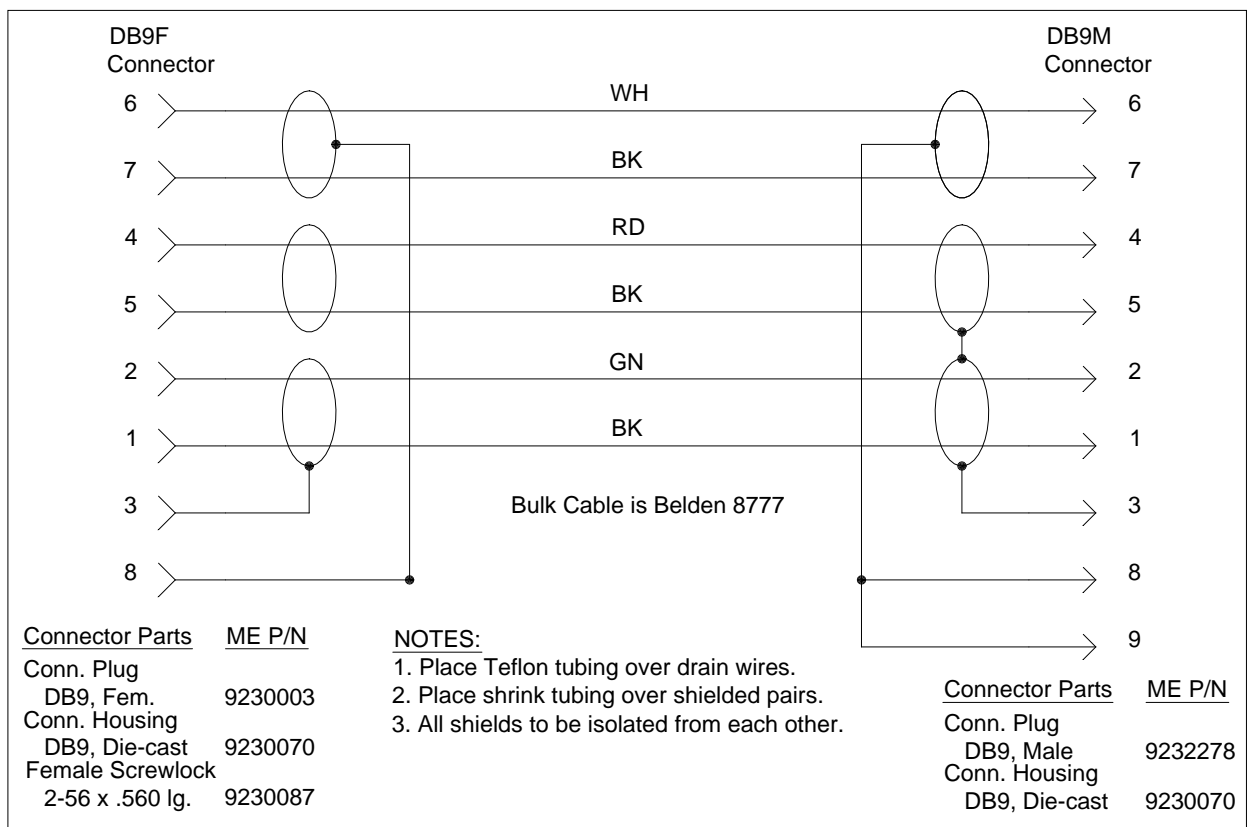 DB9F
Connector
DB9M
Connector
6 WH 6
7 BK 7
4 RD 4
5 BK 5
2 GN 2
1 BK 1
3 Bulk Cable is Belden 8777 3
8 8
9
Connector Parts ME P/N
Conn. Plug
DB9, Fem. 9230003
Conn. Housing
DB9, Die-cast 9230070
Female Screwlock
2-56 x .560 lg. 9230087
NOTES:
1. Place Teflon tubing over drain wires.
2. Place shrink tubing over shielded pairs.
3. All shields to be isolated from each other.
Connector Parts ME P/N
Conn. Plug
DB9, Male 9232278
Conn. Housing
DB9, Die-cast 9230070